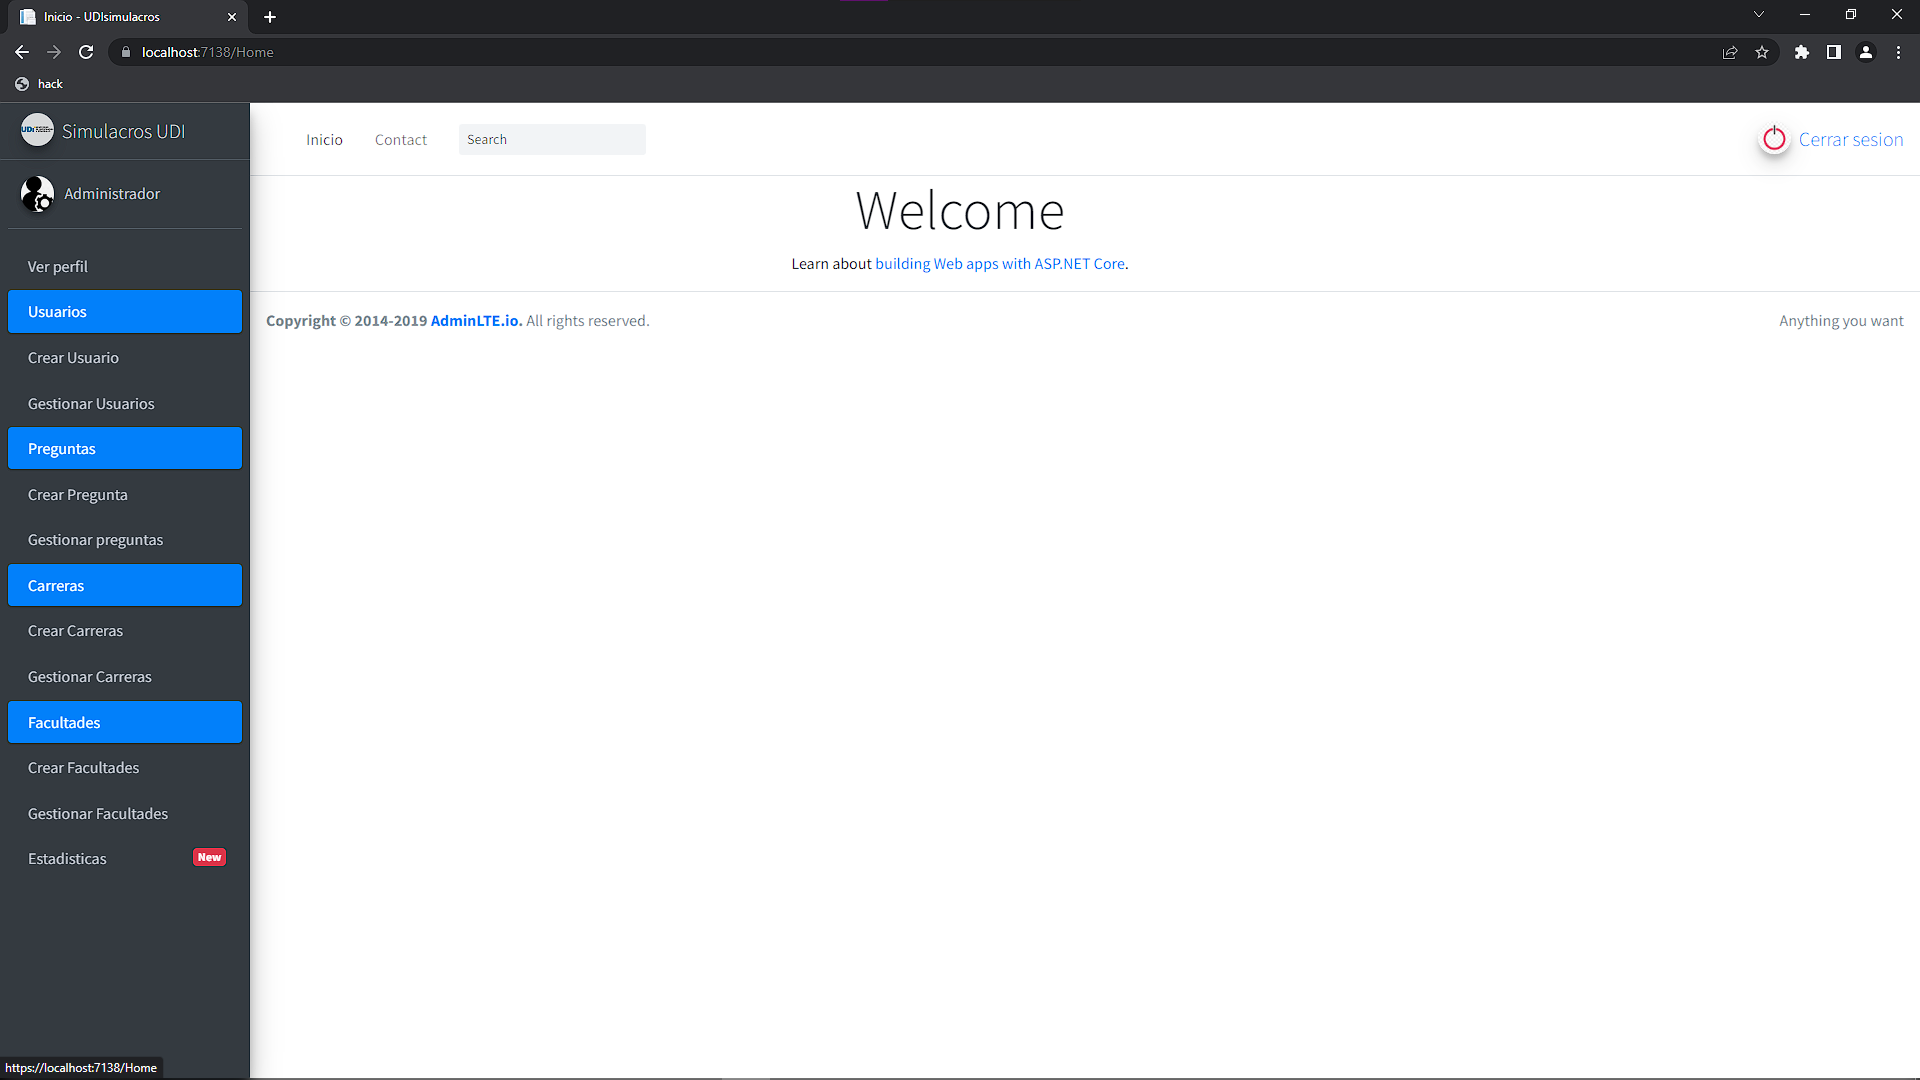 Inicio - UDIsimulacros
localhost:7138/Home
hack
Simulacros UDI
Inicio Contact Search Cerrar sesion
Administrador
Welcome
Learn about building Web apps with ASP.NET Core.
Copyright © 2014-2019 AdminLTE.io. All rights reserved. Anything you want
Ver perfil
Usuarios
Crear Usuario
Gestionar Usuarios
Preguntas
Crear Pregunta
Gestionar preguntas
Carreras
Crear Carreras
Gestionar Carreras
Facultades
Crear Facultades
Gestionar Facultades
Estadisticas New
https://localhost:7138/Home